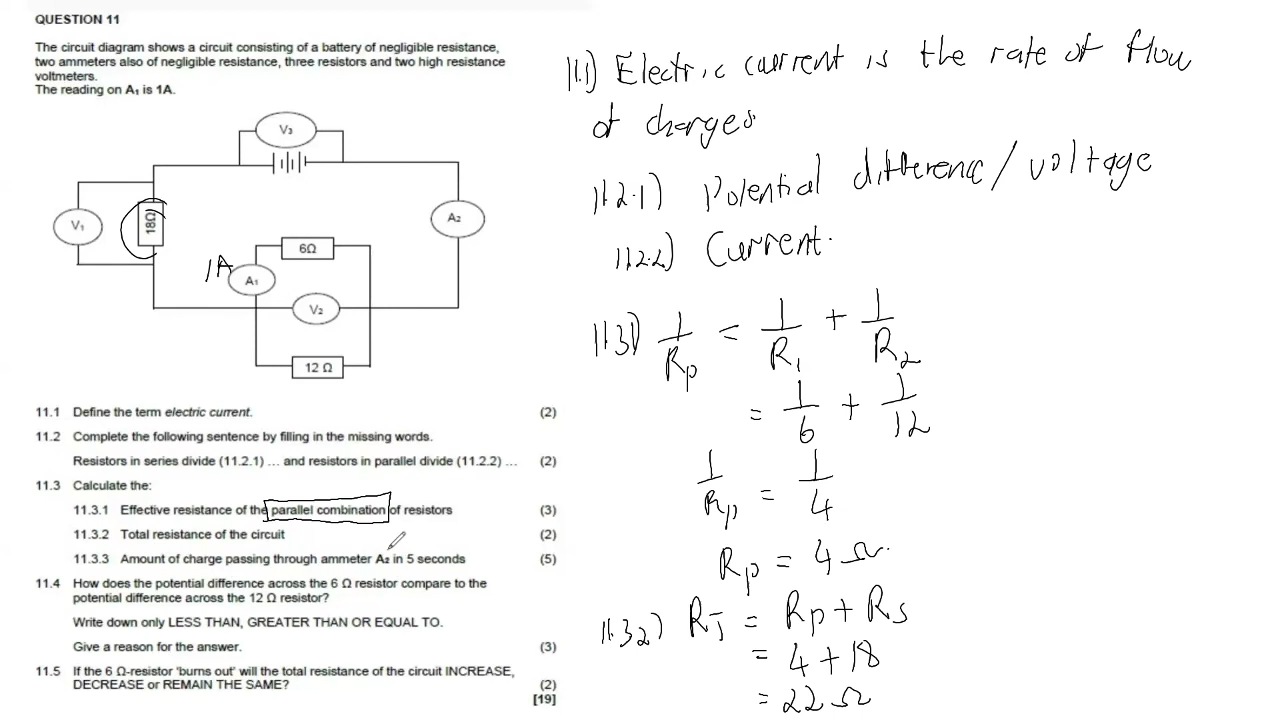 QUESTION 11
The circuit diagram shows a circuit consisting of a battery of negligible resistance,
two ammeters also of negligible resistance, three resistors and two high resistance
voltmeters.
The reading on A₁ is 1A.
V₃
V₁
18Ω
A₂
6Ω
1A
A₁
V₂
12 Ω
11.1 Define the term electric current. (2)
11.2 Complete the following sentence by filling in the missing words.
Resistors in series divide (11.2.1) ... and resistors in parallel divide (11.2.2) ... (2)
11.3 Calculate the:
11.3.1 Effective resistance of the parallel combination of resistors (3)
11.3.2 Total resistance of the circuit (2)
11.3.3 Amount of charge passing through ammeter A₂ in 5 seconds (5)
11.4 How does the potential difference across the 6 Ω resistor compare to the
potential difference across the 12 Ω resistor?
Write down only LESS THAN, GREATER THAN OR EQUAL TO.
Give a reason for the answer. (3)
11.5 If the 6 Ω-resistor 'burns out' will the total resistance of the circuit INCREASE,
DECREASE or REMAIN THE SAME? (2)
[19]
11.1) Electric current is the rate of flow
of charges
11.2.1) Potential difference/voltage
11.2.2) Current.
11.3.1) 1/Rp = 1/R₁ + 1/R₂
= 1/6 + 1/12
1/Rp = 1/4
Rp = 4Ω.
11.3.2) RT = Rp + Rs
= 4 + 18
= 22 Ω